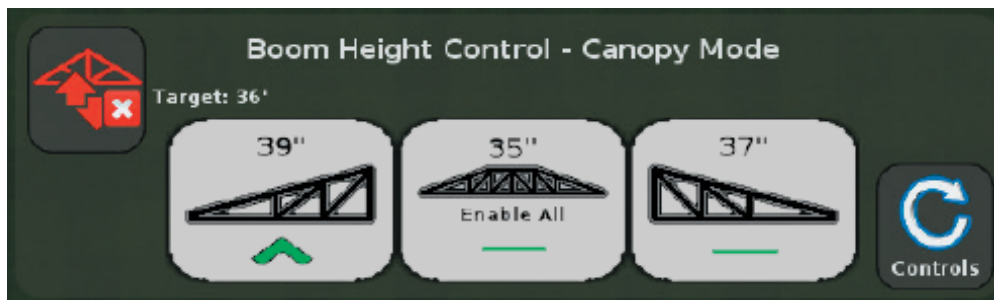 Boom Height Control - Canopy Mode
Target: 36'
39"
35"
37"
Enable All
Controls